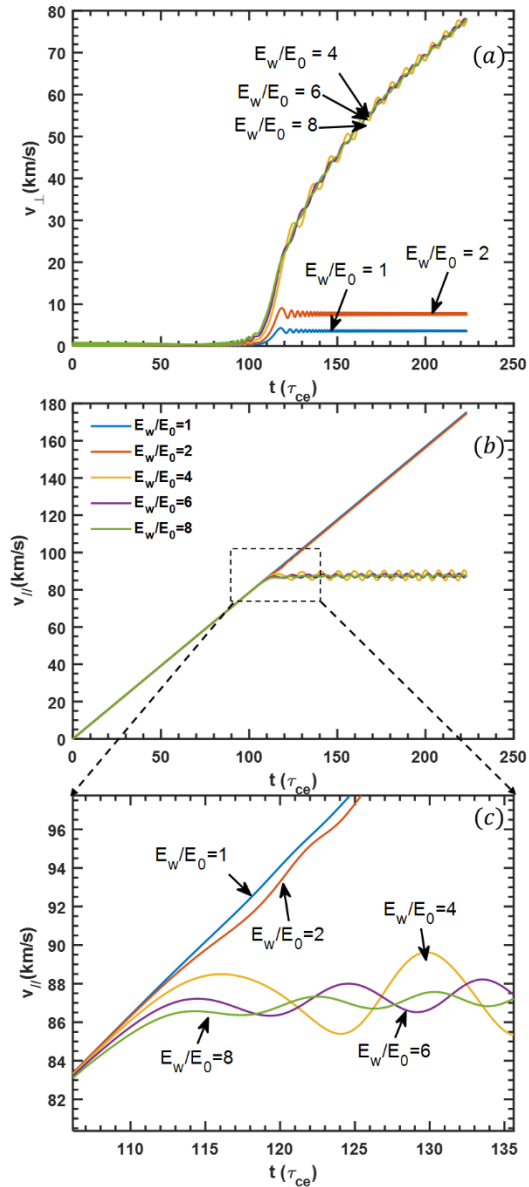 80
70
60
50
40
30
20
10
0
v⊥(km/s)
(a)
E_w/E_0 = 4
E_w/E_0 = 6
E_w/E_0 = 8
E_w/E_0 = 1
E_w/E_0 = 2
0 50 100 150 200 250
t (τ_ce)
180
160
140
120
100
80
60
40
20
0
v_//(km/s)
(b)
E_w/E_0=1
E_w/E_0=2
E_w/E_0=4
E_w/E_0=6
E_w/E_0=8
0 50 100 150 200 250
t (τ_ce)
96
94
92
90
88
86
84
82
v_//(km/s)
(c)
E_w/E_0=1
E_w/E_0=2
E_w/E_0=4
E_w/E_0=8
E_w/E_0=6
110 115 120 125 130 135
t (τ_ce)